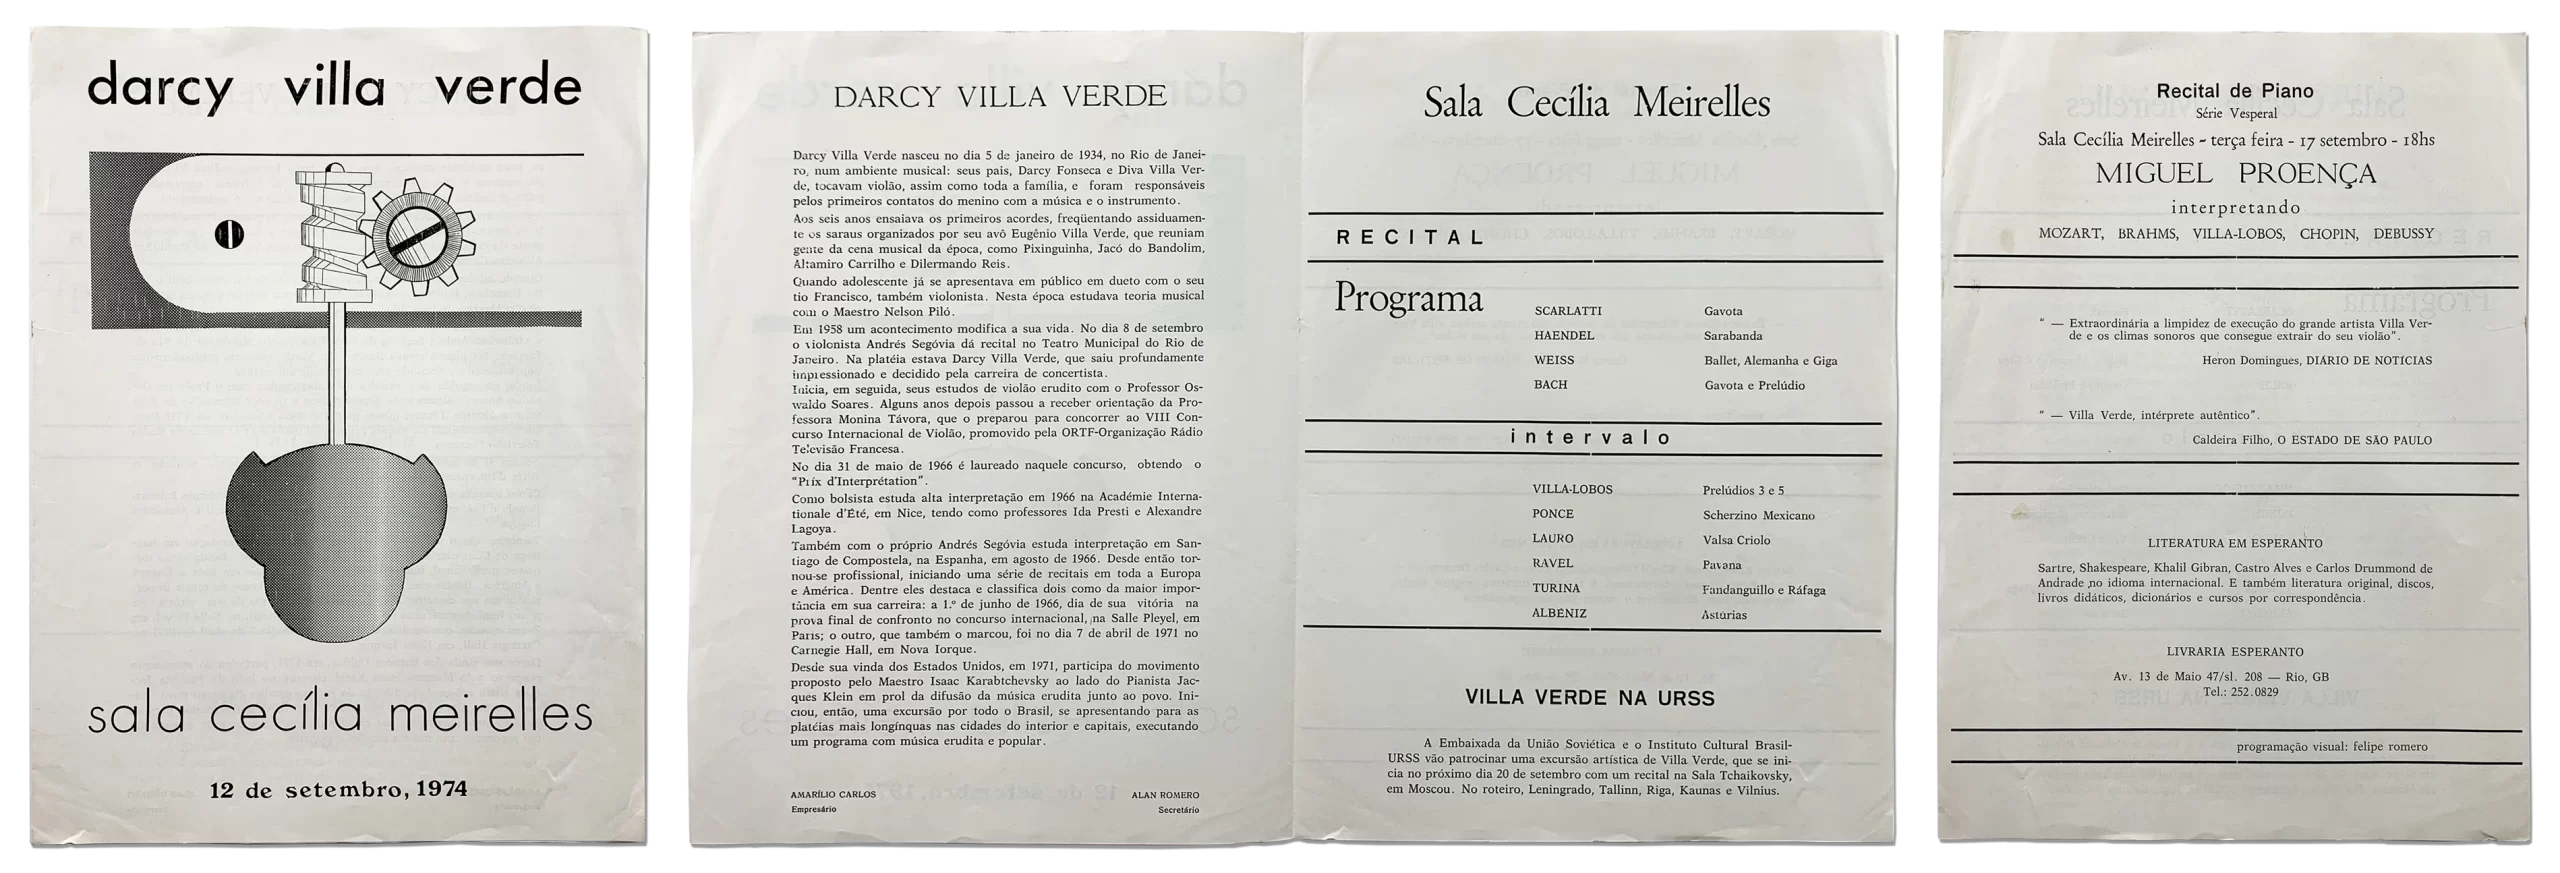 darcy villa verde
sala cecília meirelles
12 de setembro, 1974
DARCY VILLA VERDE
Darcy Villa Verde nasceu no dia 5 de janeiro de 1934, no Rio de Janei-
ro, num ambiente musical: seus pais, Darcy Fonseca e Diva Villa Ver-
de, tocavam violão, assim como toda a família, e foram responsáveis
pelos primeiros contatos do menino com a música e o instrumento.
Aos seis anos ensaiava os primeiros acordes, freqüentando assiduamen-
te os saraus organizados por seu avô Eugênio Villa Verde, que reuniam
gente da cena musical da época, como Pixinguinha, Jacó do Bandolim,
Altamiro Carrilho e Dilermando Reis.
Quando adolescente já se apresentava em público em dueto com o seu
tio Francisco, também violonista. Nesta época estudava teoria musical
com o Maestro Nelson Piló.
Em 1958 um acontecimento modifica a sua vida. No dia 8 de setembro
o violonista Andrés Segóvia dá recital no Teatro Municipal do Rio de
Janeiro. Na platéia estava Darcy Villa Verde, que saiu profundamente
impressionado e decidido pela carreira de concertista.
Inicia, em seguida, seus estudos de violão erudito com o Professor Os-
waldo Soares. Alguns anos depois passou a receber orientação da Pro-
fessora Monina Távora, que o preparou para concorrer ao VIII Con-
curso Internacional de Violão, promovido pela ORTF-Organização Rádio
Televisão Francesa.
No dia 31 de maio de 1966 é laureado naquele concurso, obtendo o
"Prix d'Interprétation".
Como bolsista estuda alta interpretação em 1966 na Académie Interna-
tionale d'Été, em Nice, tendo como professores Ida Presti e Alexandre
Lagoya.
Também com o próprio Andrés Segóvia estuda interpretação em San-
tiago de Compostela, na Espanha, em agosto de 1966. Desde então tor-
nou-se profissional, iniciando uma série de recitais em toda a Europa
e América. Dentre eles destaca e classifica dois como da maior impor-
tância em sua carreira: a 1.º de junho de 1966, dia de sua vitória na
prova final de confronto no concurso internacional, na Salle Pleyel, em
Paris; o outro, que também o marcou, foi no dia 7 de abril de 1971 no
Carnegie Hall, em Nova Iorque.
Desde sua vinda dos Estados Unidos, em 1971, participa do movimento
proposto pelo Maestro Isaac Karabtchevsky ao lado do Pianista Jac-
ques Klein em prol da difusão da música erudita junto ao povo. Ini-
ciou, então, uma excursão por todo o Brasil, se apresentando para as
platéias mais longínquas nas cidades do interior e capitais, executando
um programa com música erudita e popular.
AMARÍLIO CARLOS ALAN ROMERO
Empresário Secretário
Sala Cecília Meirelles
RECITAL
Programa
SCARLATTI Gavota
HAENDEL Sarabanda
WEISS Ballet, Alemanha e Giga
BACH Gavota e Prelúdio
intervalo
VILLA-LOBOS Prelúdios 3 e 5
PONCE Scherzino Mexicano
LAURO Valsa Criolo
RAVEL Pavana
TURINA Fandanguillo e Ráfaga
ALBÉNIZ Astúrias
VILLA VERDE NA URSS
A Embaixada da União Soviética e o Instituto Cultural Brasil-
URSS vão patrocinar uma excursão artística de Villa Verde, que se ini-
cia no próximo dia 20 de setembro com um recital na Sala Tchaikovsky,
em Moscou. No roteiro, Leningrado, Tallinn, Riga, Kaunas e Vilnius.
Recital de Piano
Série Vesperal
Sala Cecília Meirelles - terça feira - 17 setembro - 18hs
MIGUEL PROENÇA
interpretando
MOZART, BRAHMS, VILLA-LOBOS, CHOPIN, DEBUSSY
" — Extraordinária a limpidez de execução do grande artista Villa Ver-
de e os climas sonoros que consegue extrair do seu violão".
Heron Domingues, DIÁRIO DE NOTÍCIAS
" — Villa Verde, intérprete autêntico".
Caldeira Filho, O ESTADO DE SÃO PAULO
LITERATURA EM ESPERANTO
Sartre, Shakespeare, Khalil Gibran, Castro Alves e Carlos Drummond de
Andrade no idioma internacional. E também literatura original, discos,
livros didáticos, dicionários e cursos por correspondência.
LIVRARIA ESPERANTO
Av. 13 de Maio 47/sl. 208 — Rio, GB
Tel.: 252.0829
programação visual: felipe romero